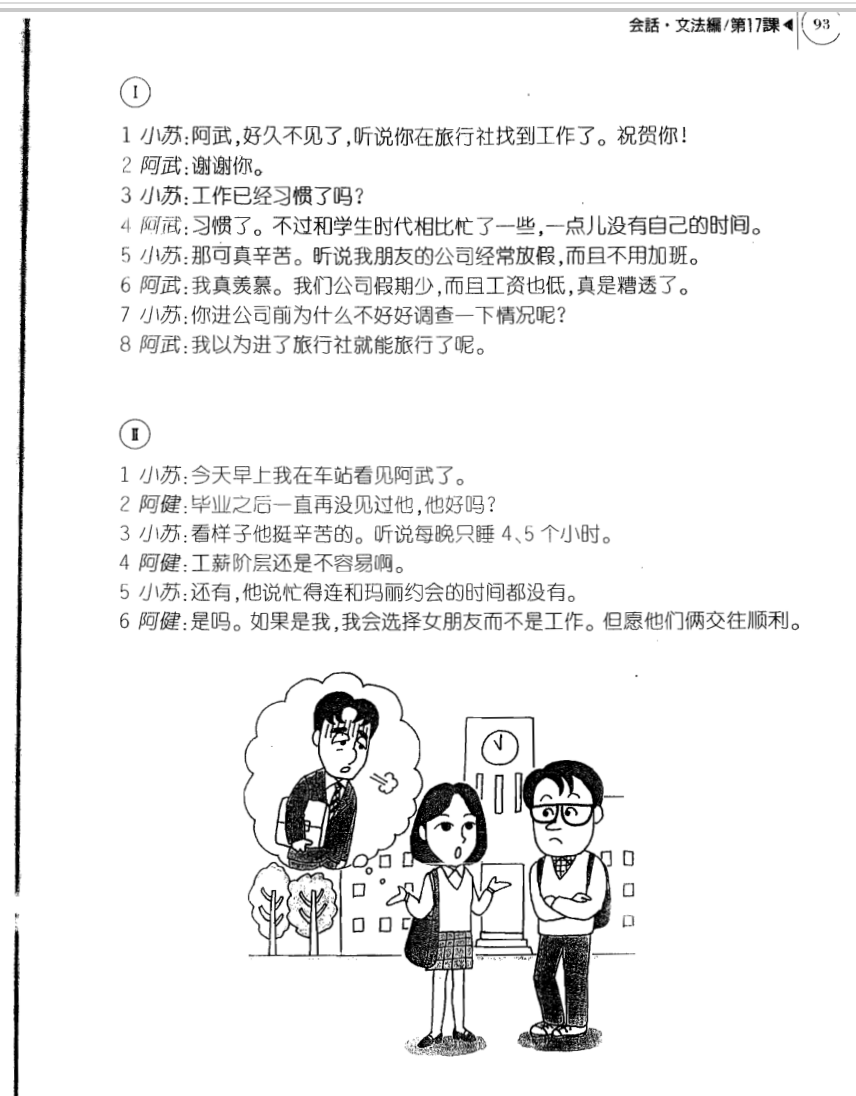 会話・文法編/第17課◀ 93
Ⅰ
1 小苏:阿武,好久不见了,听说你在旅行社找到工作了。祝贺你!
2 阿武:谢谢你。
3 小苏:工作已经习惯了吗?
4 阿武:习惯了。不过和学生时代相比忙了一些,一点儿没有自己的时间。
5 小苏:那可真辛苦。听说我朋友的公司经常放假,而且不用加班。
6 阿武:我真羡慕。我们公司假期少,而且工资也低,真是糟透了。
7 小苏:你进公司前为什么不好好调查一下情况呢?
8 阿武:我以为进了旅行社就能旅行了呢。
Ⅱ
1 小苏:今天早上我在车站看见阿武了。
2 阿健:毕业之后一直再没见过他,他好吗?
3 小苏:看样子他挺辛苦的。听说每晚只睡 4、5 个小时。
4 阿健:工薪阶层还是不容易啊。
5 小苏:还有,他说忙得连和玛丽约会的时间都没有。
6 阿健:是吗。如果是我,我会选择女朋友而不是工作。但愿他们俩交往顺利。